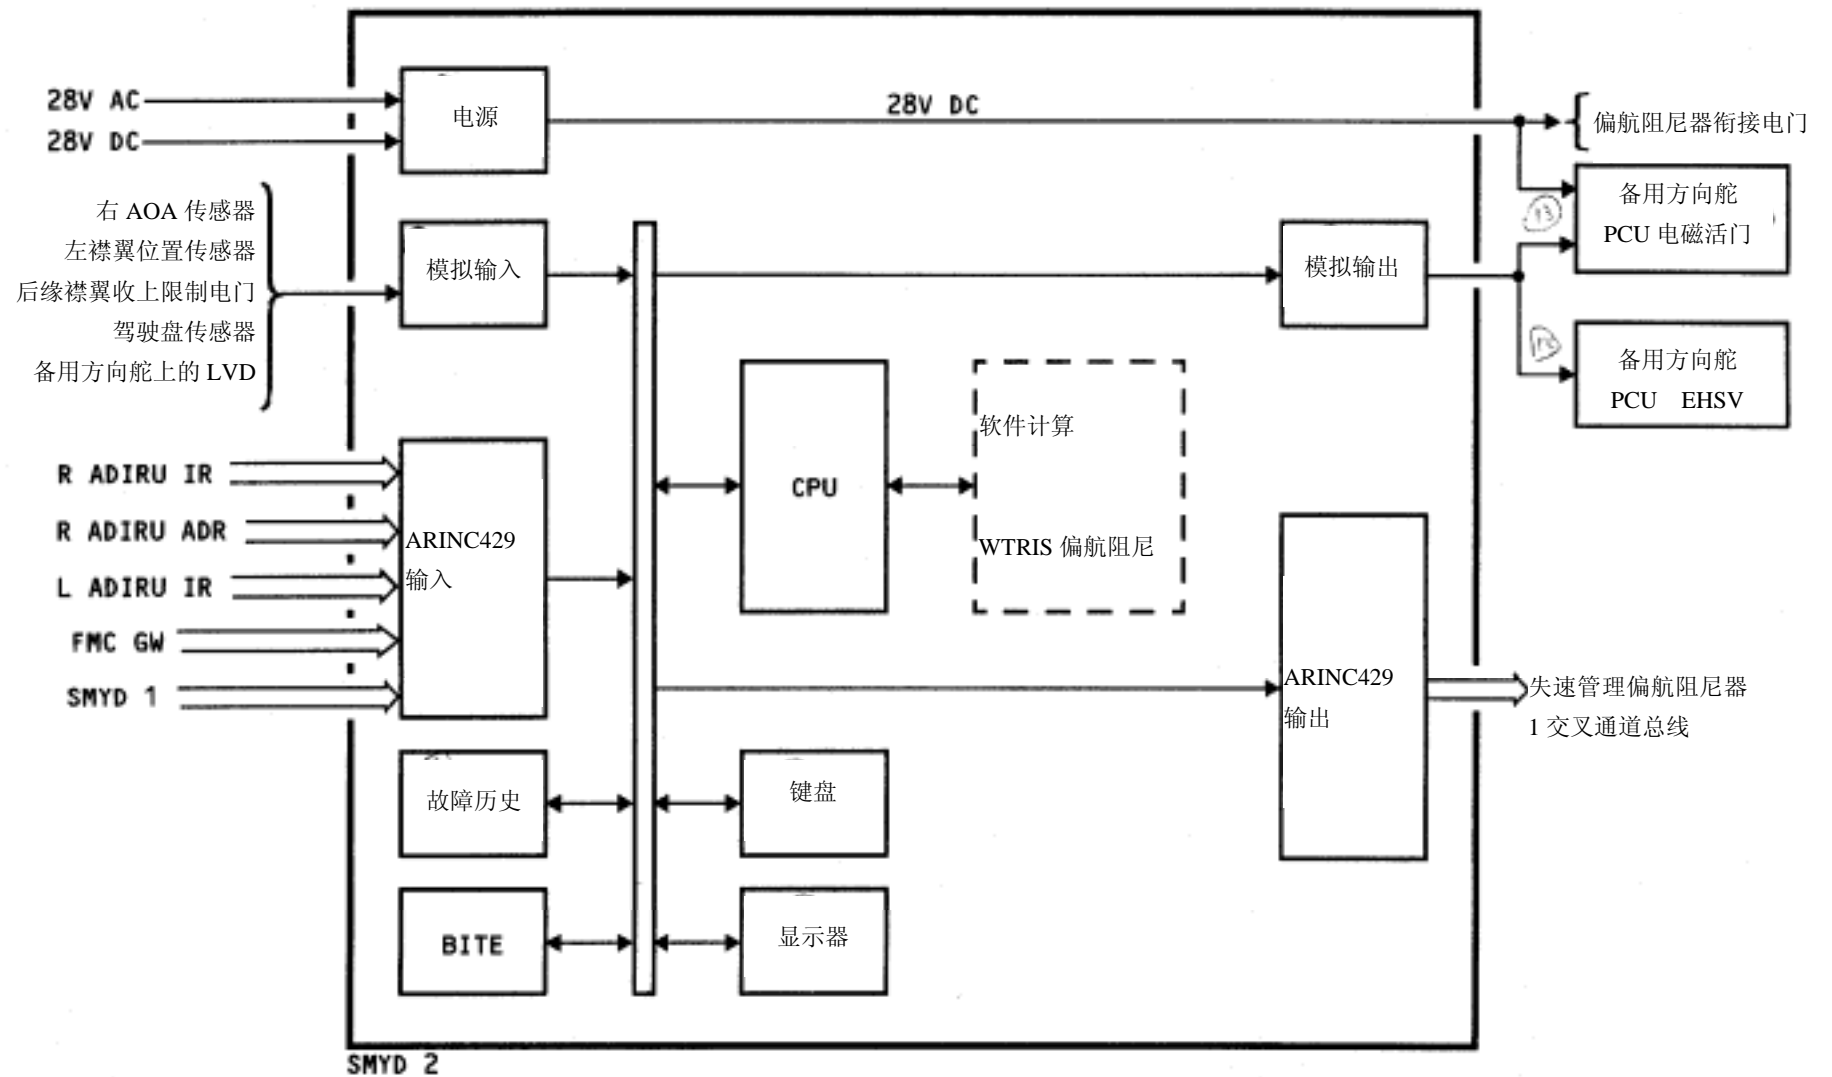 28V AC
28V DC
电源
28V DC
偏航阻尼器衔接电门
右 AOA 传感器
左襟翼位置传感器
后缘襟翼收上限制电门
驾驶盘传感器
备用方向舵上的 LVD
模拟输入
模拟输出
备用方向舵
PCU 电磁活门
备用方向舵
PCU EHSV
R ADIRU IR
R ADIRU ADR
L ADIRU IR
FMC GW
SMYD 1
ARINC429
输入
CPU
软件计算
WTRIS 偏航阻尼
ARINC429
输出
失速管理偏航阻尼器
1 交叉通道总线
故障历史
键盘
BITE
显示器
SMYD 2